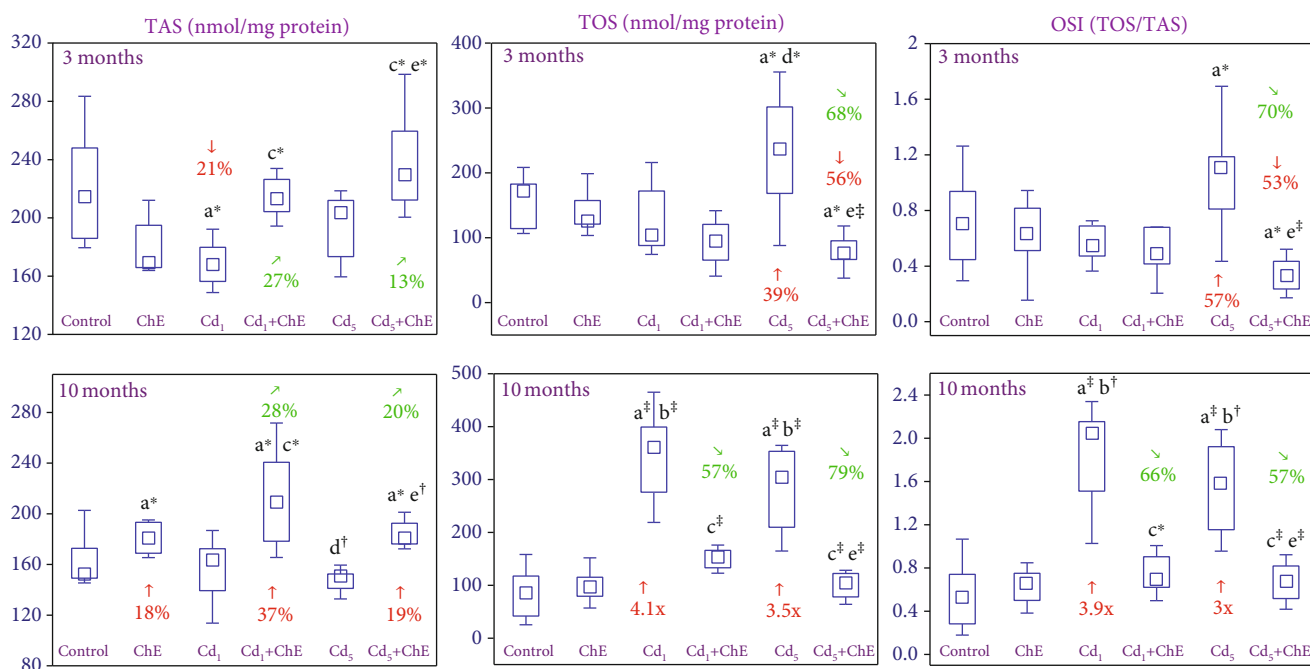 TAS (nmol/mg protein)
TOS (nmol/mg protein)
OSI (TOS/TAS)
320
280
240
200
160
120
3 months
↓
21%
a*
c*
↗
27%
c* e*
↗
13%
Control ChE Cd1 Cd1+ChE Cd5 Cd5+ChE
400
300
200
100
0
3 months
a* d*
↑
39%
↘
68%
↓
56%
a* e‡
Control ChE Cd1 Cd1+ChE Cd5 Cd5+ChE
2
1.6
1.2
0.8
0.4
0.0
3 months
a*
↑
57%
↘
70%
↓
53%
a* e‡
Control ChE Cd1 Cd1+ChE Cd5 Cd5+ChE
280
240
200
160
120
80
10 months
a*
↑
18%
↗
28%
a* c*
↑
37%
d†
↗
20%
a* e†
↑
19%
Control ChE Cd1 Cd1+ChE Cd5 Cd5+ChE
500
400
300
200
100
0
10 months
a‡ b‡
↑
4.1x
↘
57%
c‡
a‡ b‡
↑
3.5x
↘
79%
c‡ e‡
Control ChE Cd1 Cd1+ChE Cd5 Cd5+ChE
2.4
2.0
1.6
1.2
0.8
0.4
0.0
10 months
a‡ b†
↑
3.9x
↘
66%
c*
a‡ b†
↑
3x
↘
57%
c‡ e‡
Control ChE Cd1 Cd1+ChE Cd5 Cd5+ChE